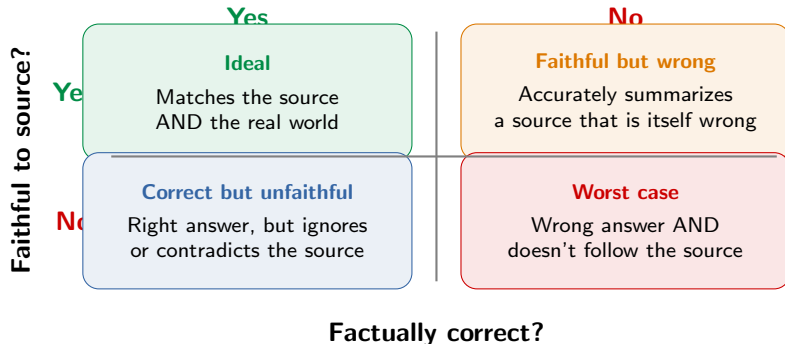 Yes
No
Faithful to source?
Yes
Ideal
Matches the source
AND the real world
Faithful but wrong
Accurately summarizes
a source that is itself wrong
No
Correct but unfaithful
Right answer, but ignores
or contradicts the source
Worst case
Wrong answer AND
doesn't follow the source
Factually correct?